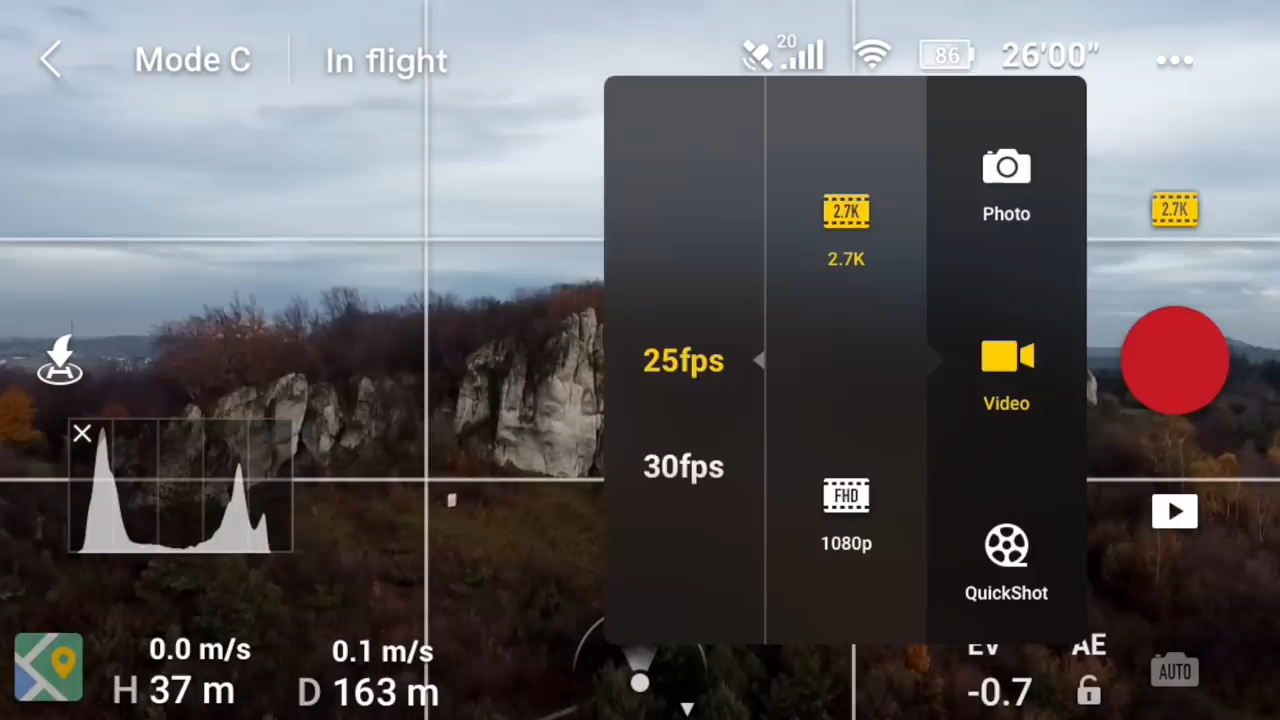 Mode C
In flight
20
86
26'00"
25fps
30fps
2.7K
2.7K
FHD
1080p
Photo
Video
QuickShot
2.7K
0.0 m/s
H 37 m
0.1 m/s
D 163 m
EV
-0.7
AE
AUTO